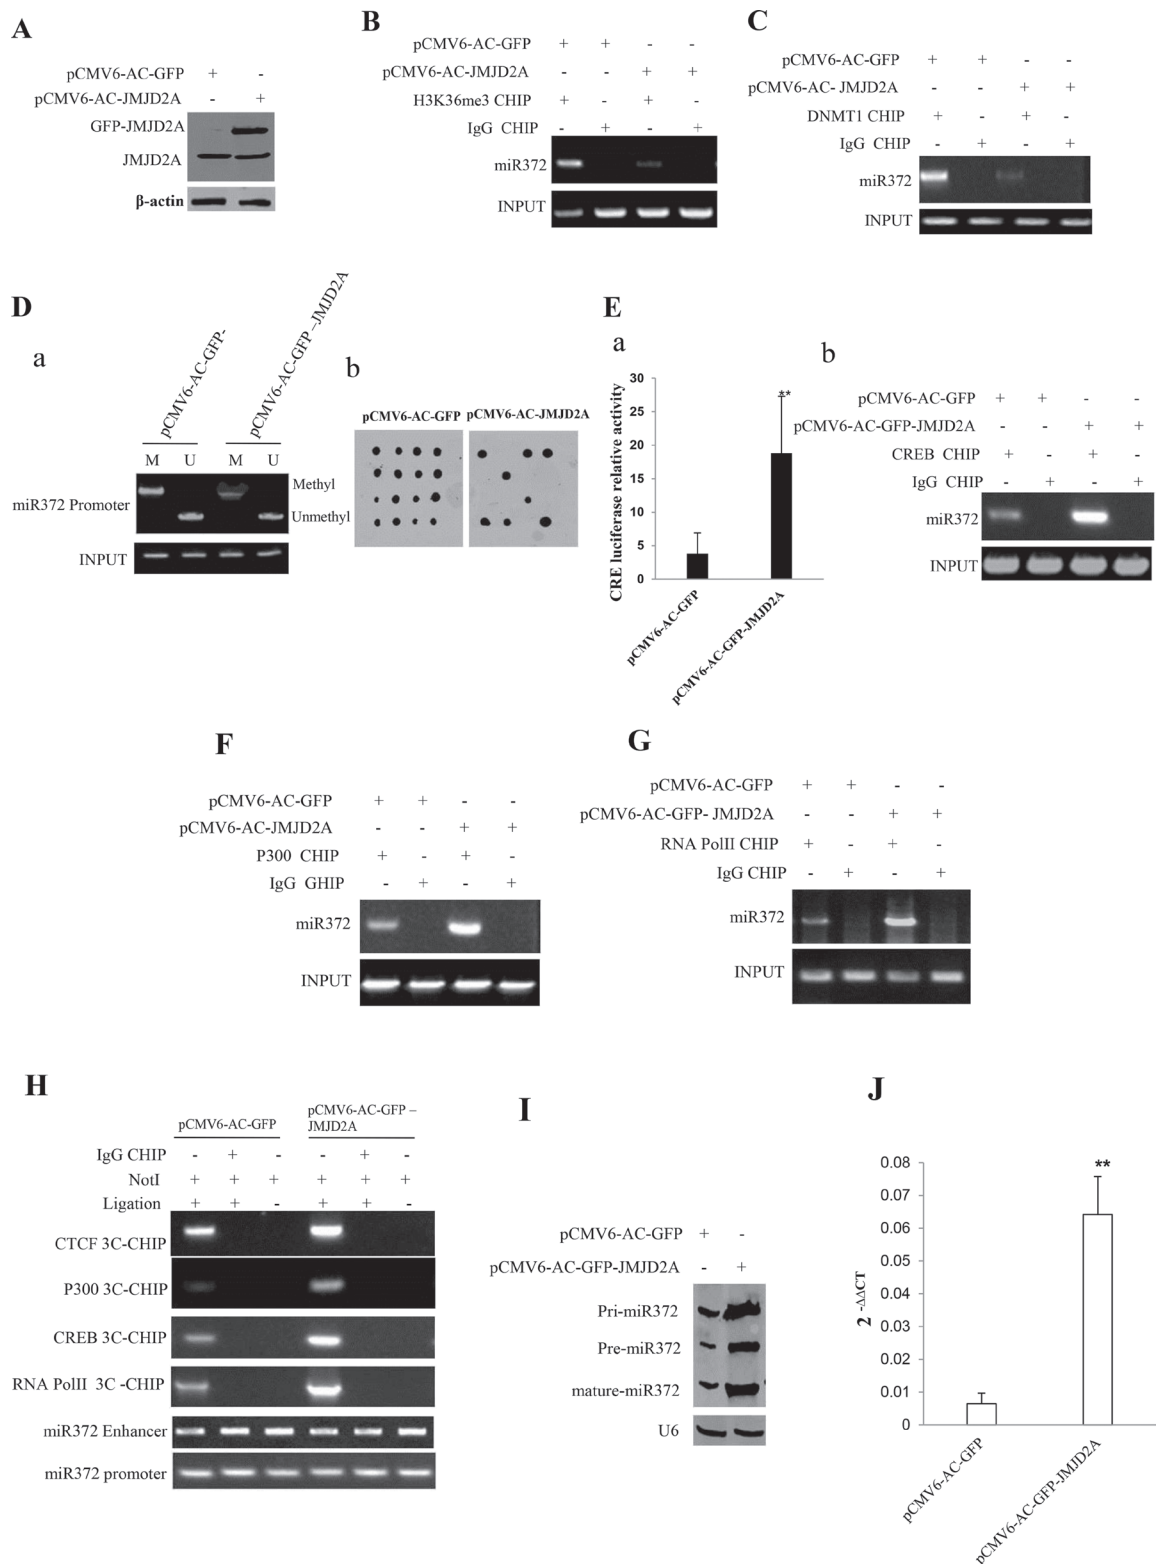 A
pCMV6-AC-GFP + -
pCMV6-AC-JMJD2A - +
GFP-JMJD2A
JMJD2A
β-actin
B
pCMV6-AC-GFP + + - -
pCMV6-AC-JMJD2A - - + +
H3K36me3 CHIP + - + -
IgG CHIP - + - +
miR372
INPUT
C
pCMV6-AC-GFP + + - -
pCMV6-AC- JMJD2A - - + +
DNMT1 CHIP + - + -
IgG CHIP - + - +
miR372
INPUT
D
a
pCMV6-AC-GFP-
pCMV6-AC-GFP –JMJD2A
M U M U
miR372 Promoter
Methyl
Unmethyl
INPUT
b
pCMV6-AC-GFP pCMV6-AC-JMJD2A
E
a
CRE luciferase relative activity
30
25
20
15
10
5
0
**
pCMV6-AC-GFP
pCMV6-AC-GFP-JMJD2A
b
pCMV6-AC-GFP + + - -
pCMV6-AC-GFP-JMJD2A - - + +
CREB CHIP + - + -
IgG CHIP - + - +
miR372
INPUT
F
pCMV6-AC-GFP + + - -
pCMV6-AC-JMJD2A - - + +
P300 CHIP + - + -
IgG GHIP - + - +
miR372
INPUT
G
pCMV6-AC-GFP + + - -
pCMV6-AC-GFP- JMJD2A - - + +
RNA PolII CHIP + - + -
IgG CHIP - + - +
miR372
INPUT
H
pCMV6-AC-GFP
pCMV6-AC-GFP –
JMJD2A
IgG CHIP - + - - + -
NotI + + + + + +
Ligation + + - + + -
CTCF 3C-CHIP
P300 3C-CHIP
CREB 3C-CHIP
RNA PolII 3C -CHIP
miR372 Enhancer
miR372 promoter
I
pCMV6-AC-GFP + -
pCMV6-AC-GFP-JMJD2A - +
Pri-miR372
Pre-miR372
mature-miR372
U6
J
2 -ΔΔCT
0.08
0.07
0.06
0.05
0.04
0.03
0.02
0.01
0
**
pCMV6-AC-GFP
pCMV6-AC-GFP-JMJD2A